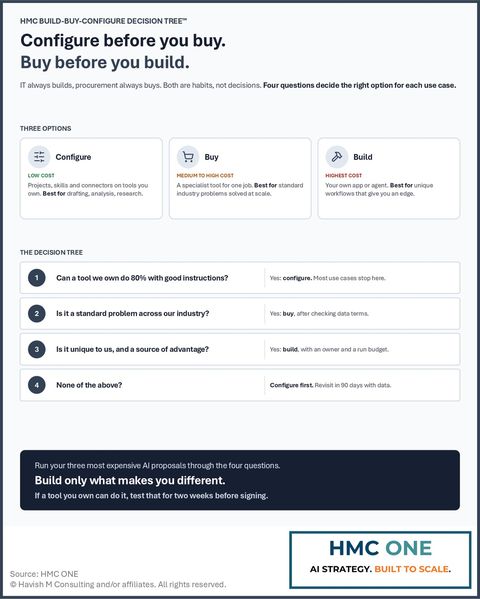 HMC BUILD-BUY-CONFIGURE DECISION TREE™
Configure before you buy.
Buy before you build.
IT always builds, procurement always buys. Both are habits, not decisions. Four questions decide the right option for each use case.
THREE OPTIONS
Configure
LOW COST
Projects, skills and connectors on tools you
own. Best for drafting, analysis, research.
Buy
MEDIUM TO HIGH COST
A specialist tool for one job. Best for standard
industry problems solved at scale.
Build
HIGHEST COST
Your own app or agent. Best for unique
workflows that give you an edge.
THE DECISION TREE
1 Can a tool we own do 80% with good instructions? Yes: configure. Most use cases stop here.
2 Is it a standard problem across our industry? Yes: buy, after checking data terms.
3 Is it unique to us, and a source of advantage? Yes: build, with an owner and a run budget.
4 None of the above? Configure first. Revisit in 90 days with data.
Run your three most expensive AI proposals through the four questions.
Build only what makes you different.
If a tool you own can do it, test that for two weeks before signing.
HMC ONE
AI STRATEGY. BUILT TO SCALE.
Source: HMC ONE
© Havish M Consulting and/or affiliates. All rights reserved.